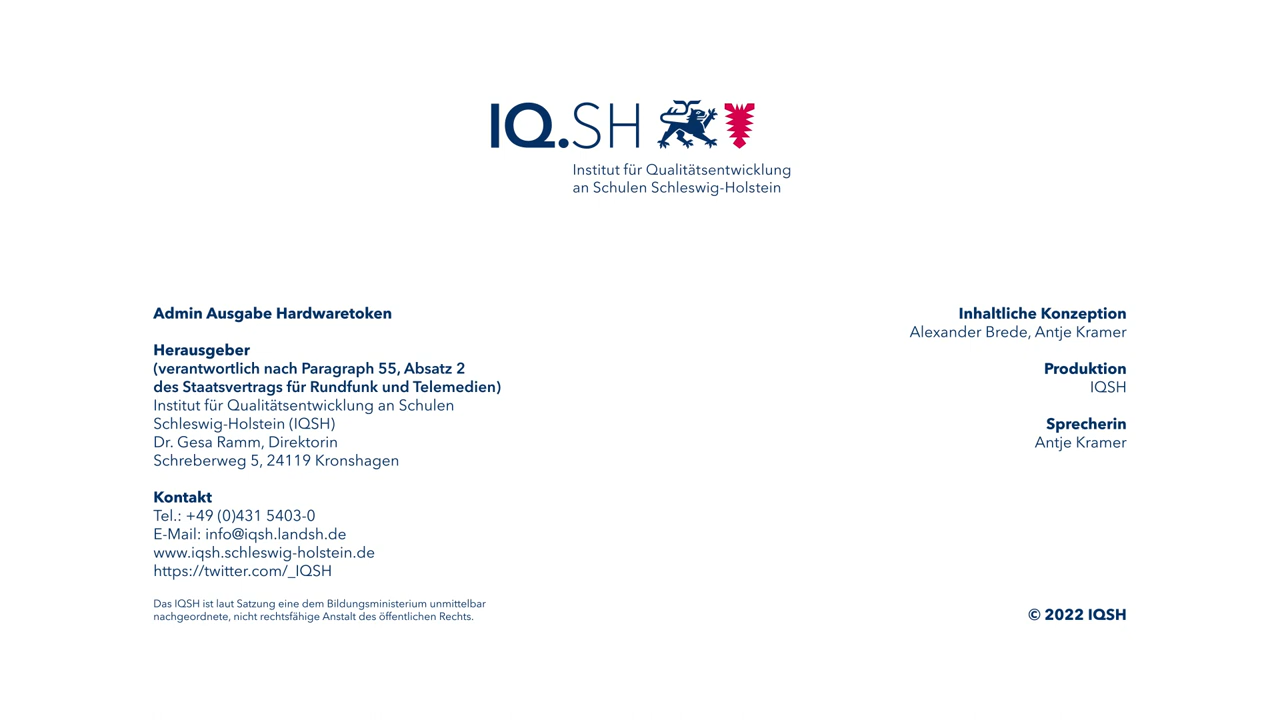 IQ.SH
Institut für Qualitätsentwicklung
an Schulen Schleswig-Holstein
Admin Ausgabe Hardwaretoken
Herausgeber
(verantwortlich nach Paragraph 55, Absatz 2
des Staatsvertrags für Rundfunk und Telemedien)
Institut für Qualitätsentwicklung an Schulen
Schleswig-Holstein (IQSH)
Dr. Gesa Ramm, Direktorin
Schreberweg 5, 24119 Kronshagen
Kontakt
Tel.: +49 (0)431 5403-0
E-Mail: info@iqsh.landsh.de
www.iqsh.schleswig-holstein.de
https://twitter.com/_IQSH
Das IQSH ist laut Satzung eine dem Bildungsministerium unmittelbar
nachgeordnete, nicht rechtsfähige Anstalt des öffentlichen Rechts.
Inhaltliche Konzeption
Alexander Brede, Antje Kramer
Produktion
IQSH
Sprecherin
Antje Kramer
© 2022 IQSH